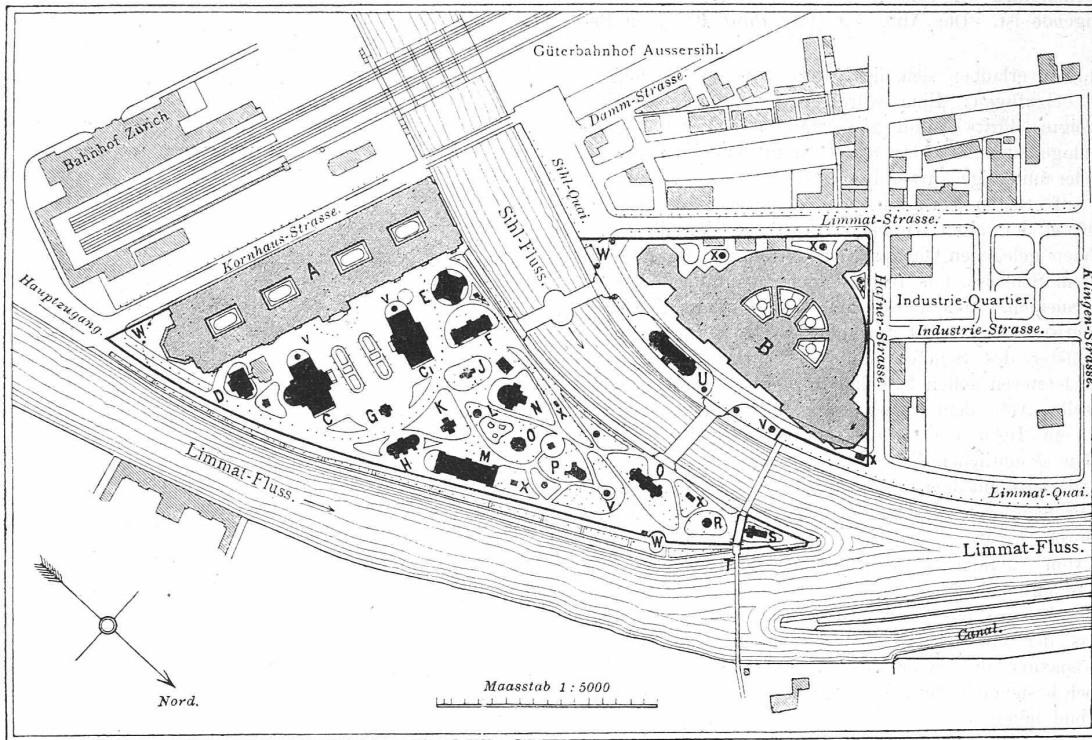 Güterbahnhof Aussersihl.
Damm-Strasse.
Bahnhof Zürich
Sihl-Quai.
Sihl-Fluss.
Limmat-Strasse.
Kornhaus-Strasse.
Hauptzugang.
Hafner-Strasse.
Klingen-Strasse.
Industrie-Quartier.
Industrie-Strasse.
W
A
V
E
W
X
X
X
B
D
V
C
C1
F
J
G
K
L
N
X
U
V
X
H
M
O
P
X
V
Q
X
R
S
W
T
Limmat-Fluss.
Limmat-Quai.
Limmat-Fluss.
Canal.
Nord.
Maasstab 1:5000